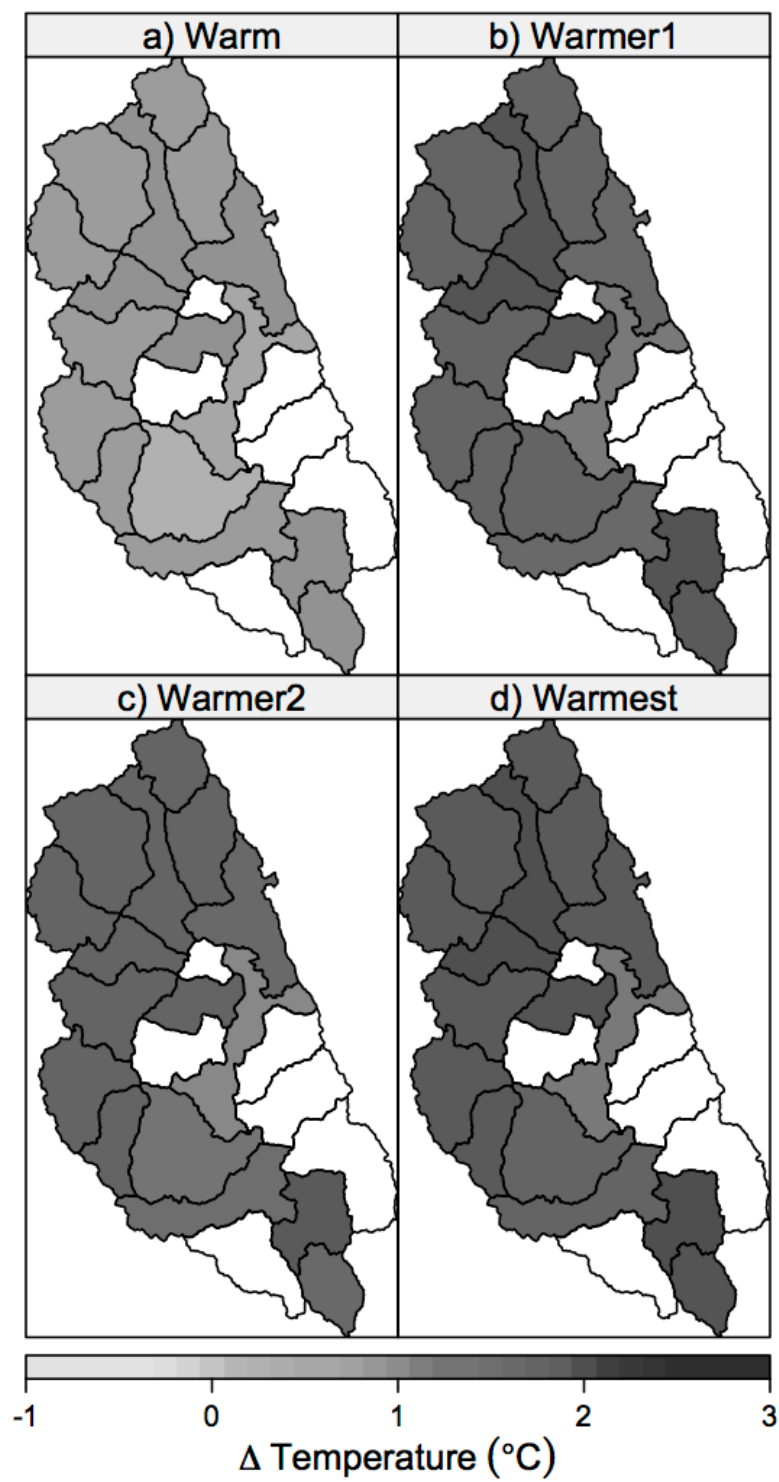 a) Warm
b) Warmer1
c) Warmer2
d) Warmest
-1 0 1 2 3
Δ Temperature (°C)